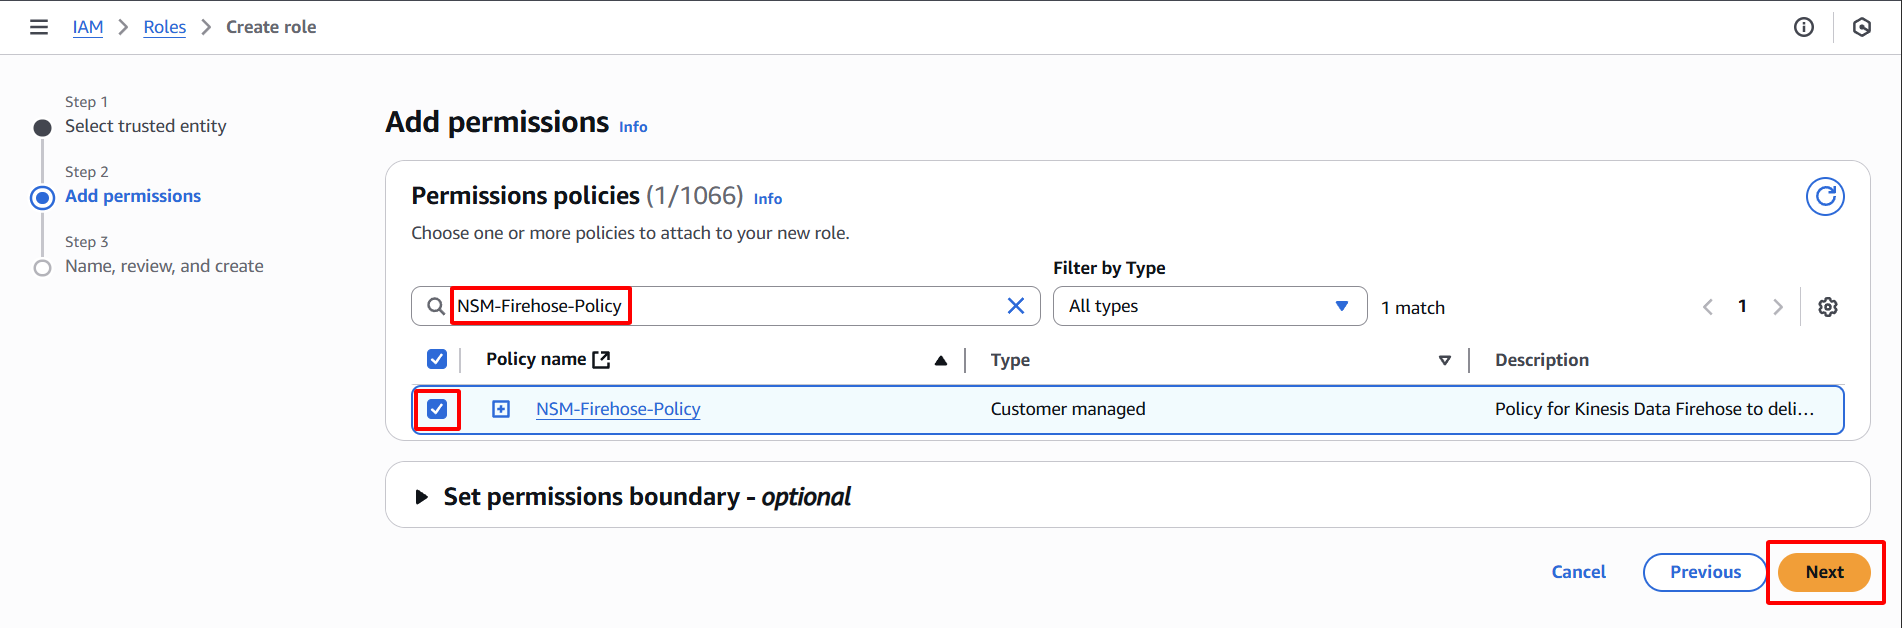 IAM > Roles > Create role
Step 1
Select trusted entity
Step 2
Add permissions
Step 3
Name, review, and create
Add permissions Info
Permissions policies (1/1066) Info
Choose one or more policies to attach to your new role.
Filter by Type
NSM-Firehose-Policy
All types
1 match
1
Policy name
Type
Description
NSM-Firehose-Policy
Customer managed
Policy for Kinesis Data Firehose to deli...
Set permissions boundary - optional
Cancel
Previous
Next